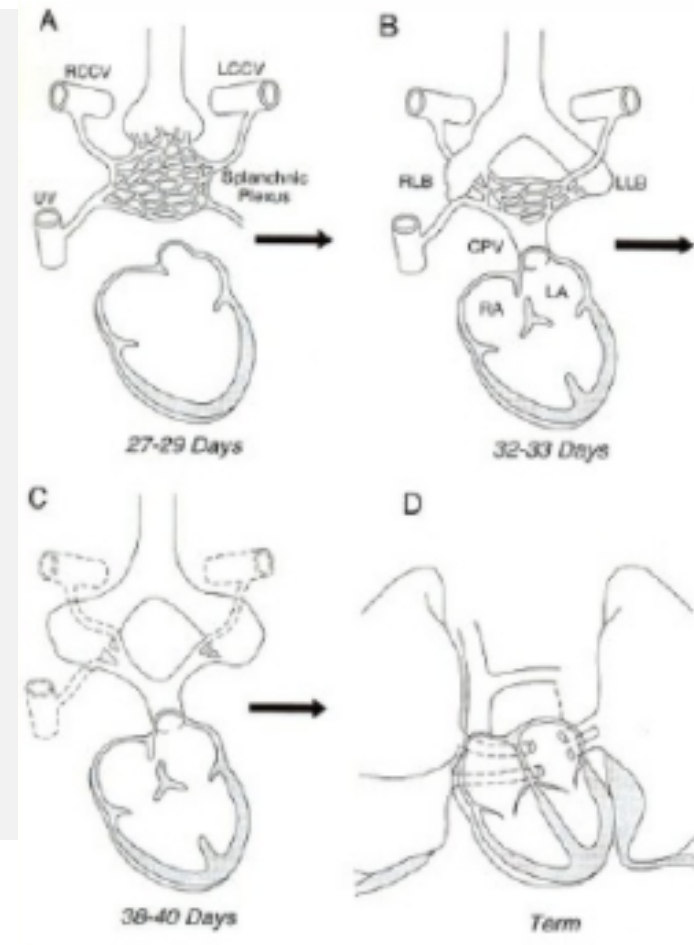 A
RCCV
LCCV
UV
Splanchnic
Plexus
27-29 Days
B
RLB
LLB
CPV
RA
LA
32-33 Days
C
38-40 Days
D
Term